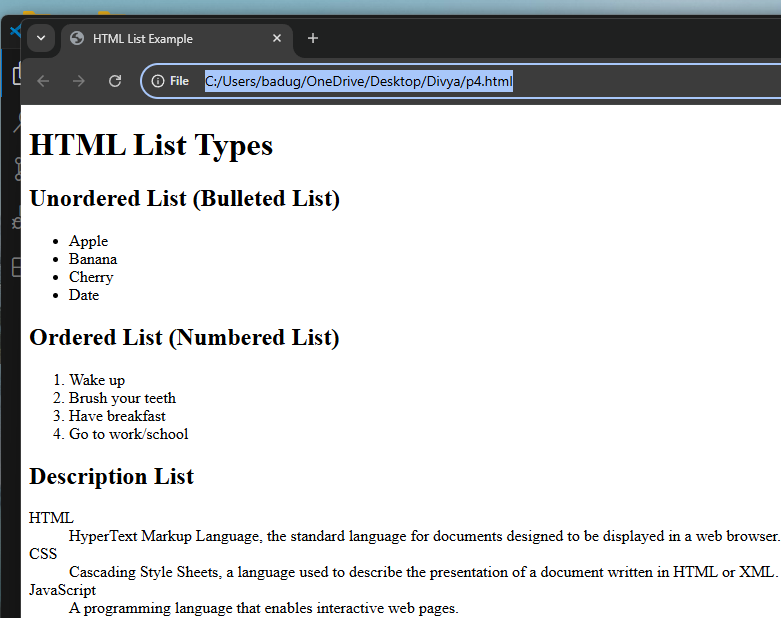 HTML List Example
File C:/Users/badug/OneDrive/Desktop/Divya/p4.html
HTML List Types
Unordered List (Bulleted List)
• Apple
• Banana
• Cherry
• Date
Ordered List (Numbered List)
1. Wake up
2. Brush your teeth
3. Have breakfast
4. Go to work/school
Description List
HTML
HyperText Markup Language, the standard language for documents designed to be displayed in a web browser.
CSS
Cascading Style Sheets, a language used to describe the presentation of a document written in HTML or XML.
JavaScript
A programming language that enables interactive web pages.